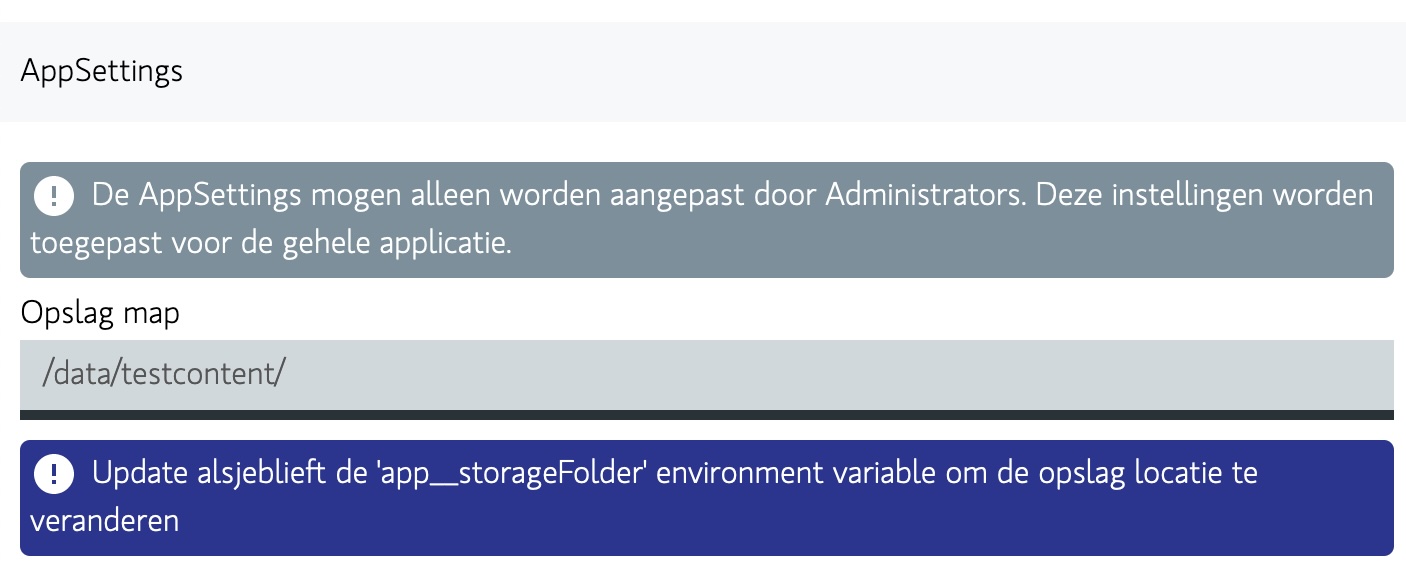 AppSettings
De AppSettings mogen alleen worden aangepast door Administrators. Deze instellingen worden
toegepast voor de gehele applicatie.
Opslag map
/data/testcontent/
Update alsjeblieft de 'app__storageFolder' environment variable om de opslag locatie te
veranderen